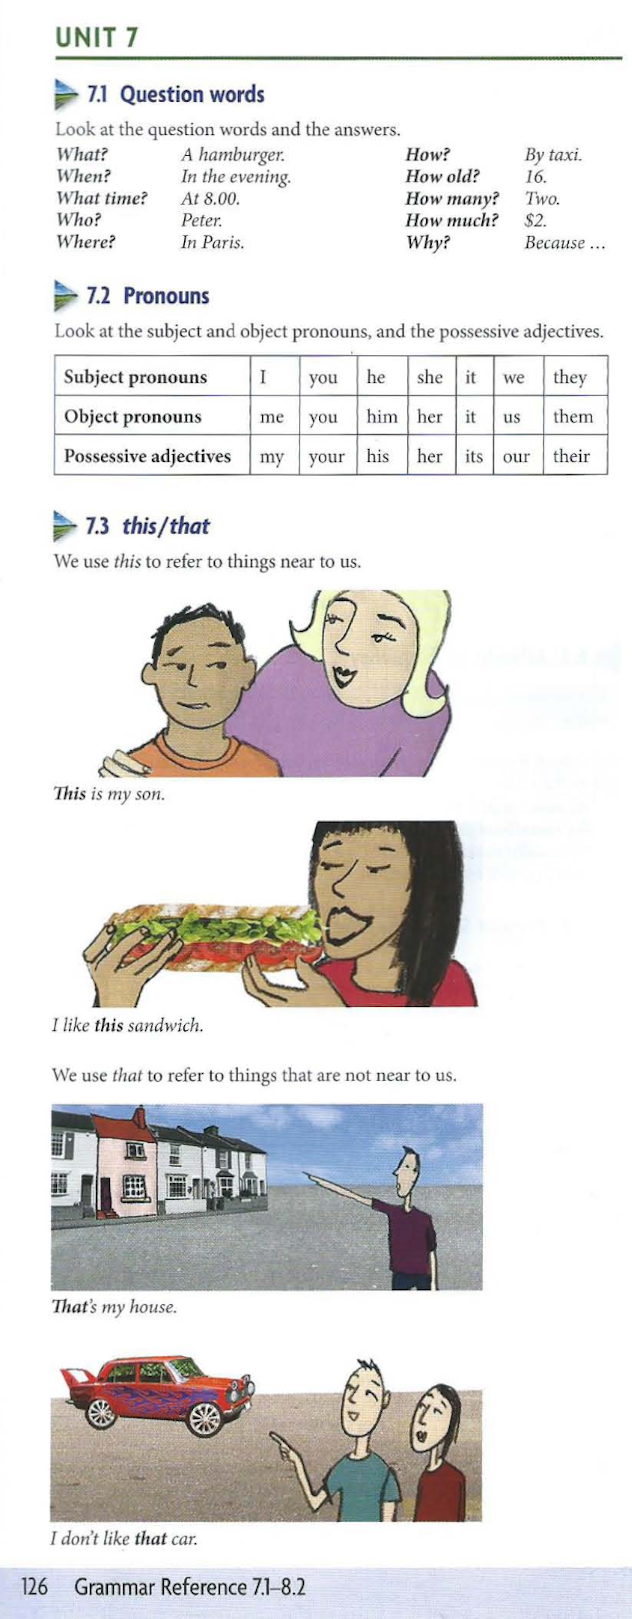 UNIT 7
7.1 Question words
Look at the question words and the answers.
What? A hamburger. How? By taxi.
When? In the evening. How old? 16.
What time? At 8.00. How many? Two.
Who? Peter. How much? $2.
Where? In Paris. Why? Because ...
7.2 Pronouns
Look at the subject and object pronouns, and the possessive adjectives.
Subject pronouns I you he she it we they
Object pronouns me you him her it us them
Possessive adjectives my your his her its our their
7.3 this/that
We use this to refer to things near to us.
This is my son.
I like this sandwich.
We use that to refer to things that are not near to us.
That's my house.
I don't like that car.
126 Grammar Reference 7.1–8.2